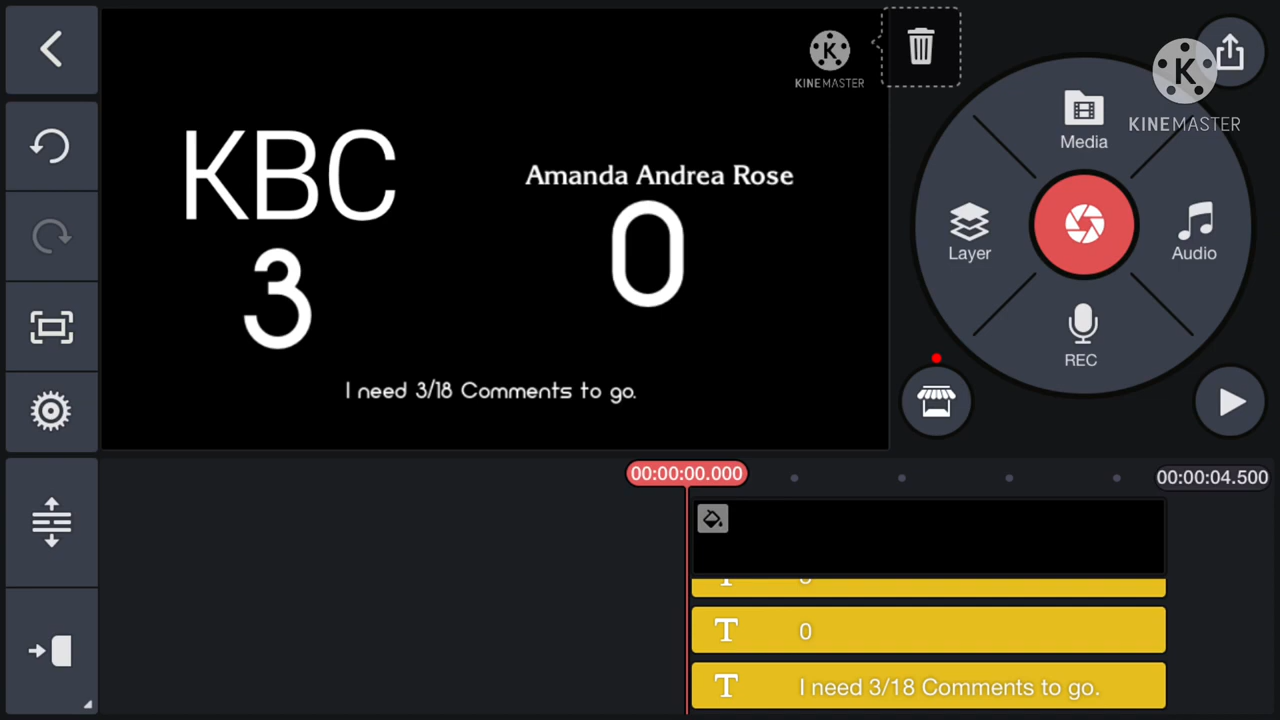 KINEMASTER
KINEMASTER
Media
Layer
Audio
REC
KBC
3
Amanda Andrea Rose
0
I need 3/18 Comments to go.
00:00:00.000
00:00:04.500
T
T 0
T I need 3/18 Comments to go.